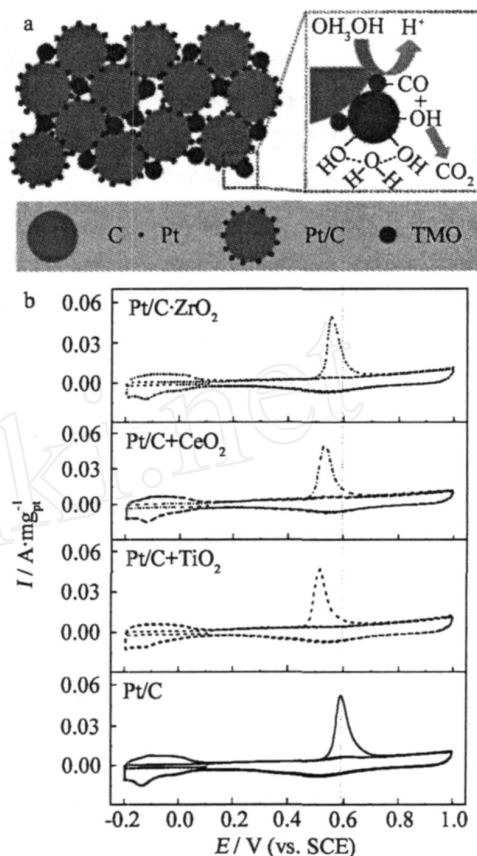 a
OH₃OH H⁺
CO
+
OH
HO OH
O
H H
CO₂
C · Pt Pt/C TMO
b
Pt/C·ZrO₂
0.06
0.03
0.00
Pt/C+CeO₂
0.06
0.03
0.00
Pt/C+TiO₂
0.06
0.03
0.00
Pt/C
0.06
0.03
0.00
I / A·mg⁻¹pt
-0.2 0.0 0.2 0.4 0.6 0.8 1.0
E / V (vs. SCE)